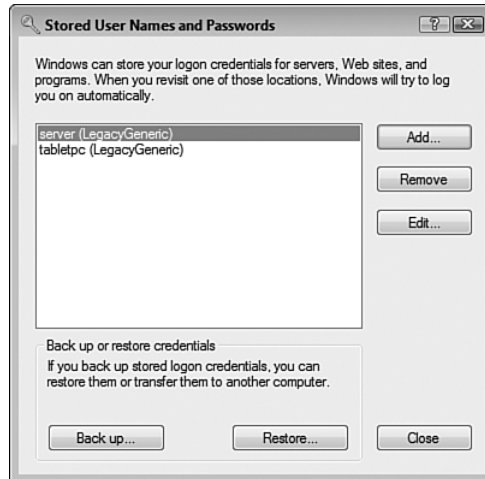 Stored User Names and Passwords
Windows can store your logon credentials for servers, Web sites, and
programs. When you revisit one of those locations, Windows will try to log
you on automatically.
server (LegacyGeneric)
tabletpc (LegacyGeneric)
Add...
Remove
Edit...
Back up or restore credentials
If you back up stored logon credentials, you can
restore them or transfer them to another computer.
Back up...
Restore...
Close